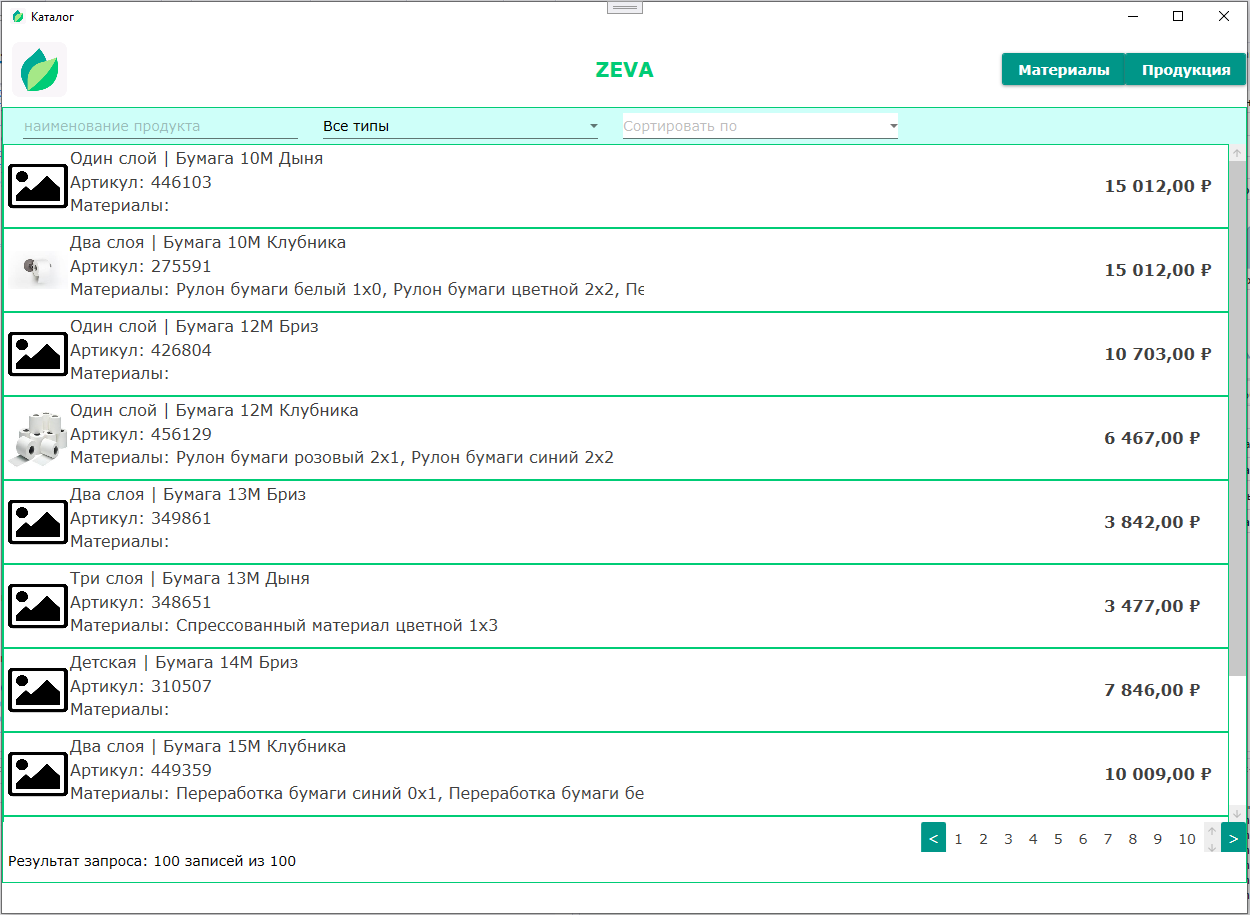 Каталог
ZEVA
Материалы Продукция
наименование продукта Все типы Сортировать по
Один слой | Бумага 10М Дыня
Артикул: 446103
Материалы:
15 012,00 ₽
Два слоя | Бумага 10М Клубника
Артикул: 275591
Материалы: Рулон бумаги белый 1x0, Рулон бумаги цветной 2x2, Пе
15 012,00 ₽
Один слой | Бумага 12М Бриз
Артикул: 426804
Материалы:
10 703,00 ₽
Один слой | Бумага 12М Клубника
Артикул: 456129
Материалы: Рулон бумаги розовый 2x1, Рулон бумаги синий 2x2
6 467,00 ₽
Два слоя | Бумага 13М Бриз
Артикул: 349861
Материалы:
3 842,00 ₽
Три слоя | Бумага 13М Дыня
Артикул: 348651
Материалы: Спрессованный материал цветной 1x3
3 477,00 ₽
Детская | Бумага 14М Бриз
Артикул: 310507
Материалы:
7 846,00 ₽
Два слоя | Бумага 15М Клубника
Артикул: 449359
Материалы: Переработка бумаги синий 0x1, Переработка бумаги бе
10 009,00 ₽
< 1 2 3 4 5 6 7 8 9 10 >
Результат запроса: 100 записей из 100